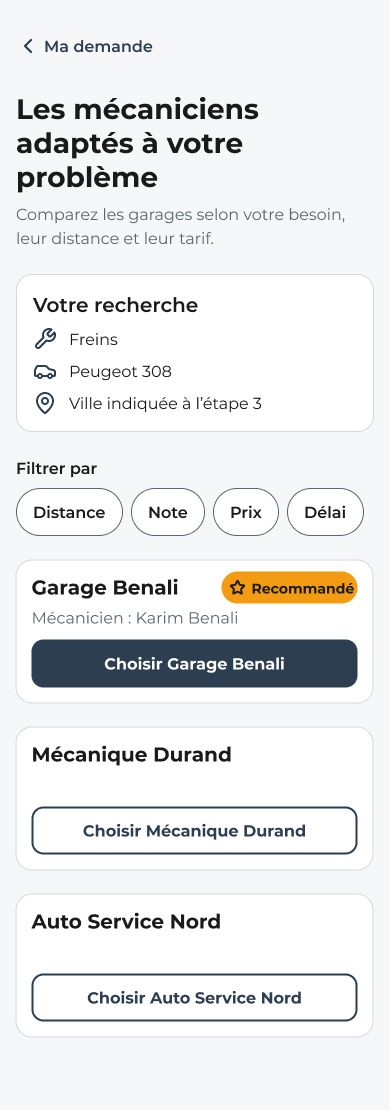 Ma demande
Les mécaniciens
adaptés à votre
problème
Comparez les garages selon votre besoin,
leur distance et leur tarif.
Votre recherche
Freins
Peugeot 308
Ville indiquée à l’étape 3
Filtrer par
Distance
Note
Prix
Délai
Garage Benali
Recommandé
Mécanicien : Karim Benali
Choisir Garage Benali
Mécanique Durand
Choisir Mécanique Durand
Auto Service Nord
Choisir Auto Service Nord